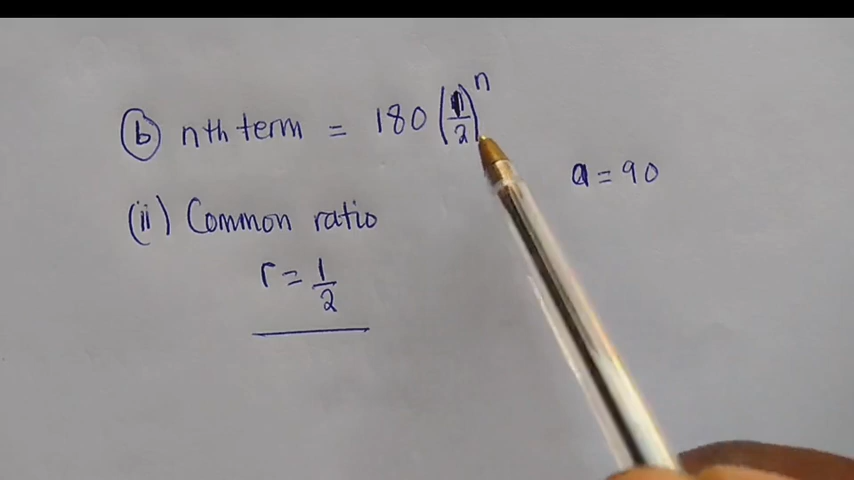 (b) nth term = 180 (1/2)^n
a = 90
(ii) Common ratio
r = 1/2